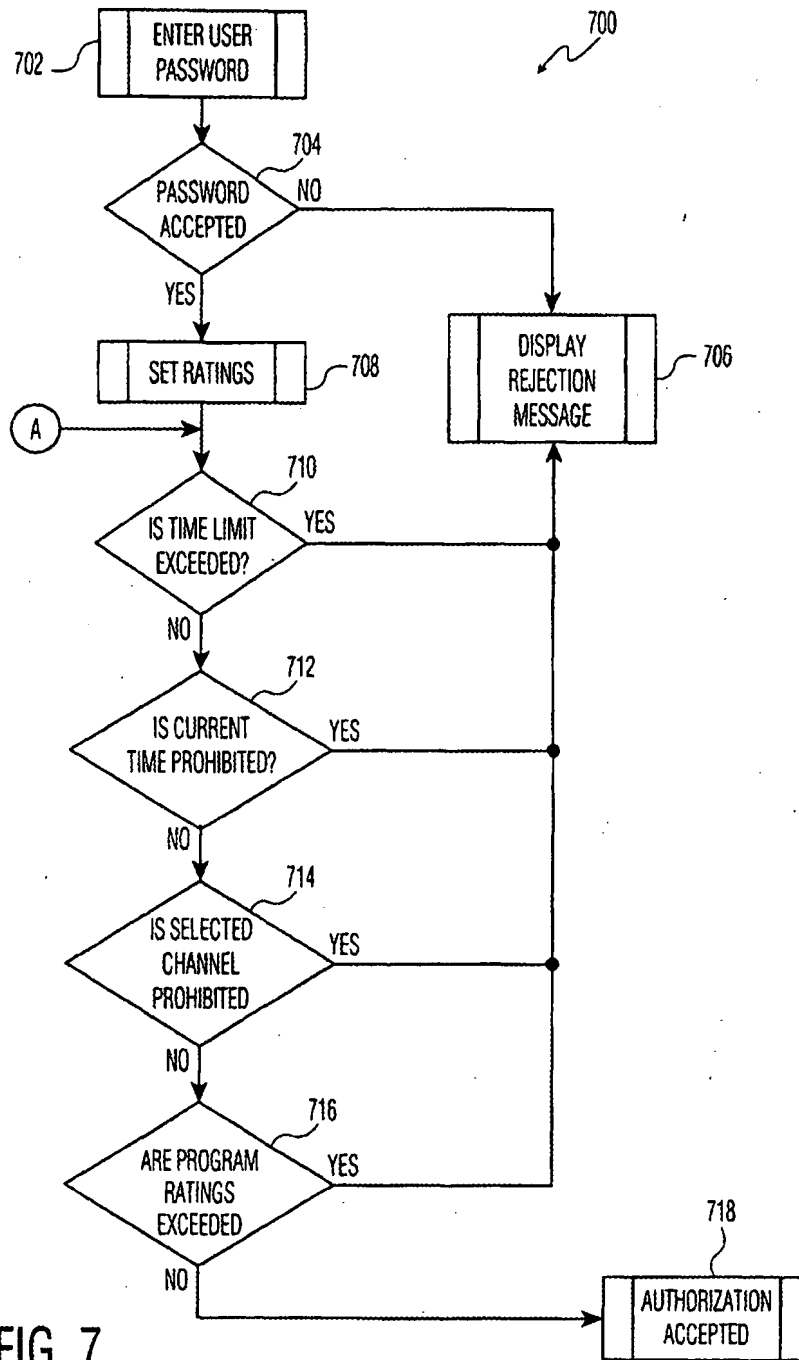 700
702
ENTER USER
PASSWORD
704
PASSWORD
ACCEPTED
NO
YES
SET RATINGS
708
DISPLAY
REJECTION
MESSAGE
706
A
710
IS TIME LIMIT
EXCEEDED?
YES
NO
712
IS CURRENT
TIME PROHIBITED?
YES
NO
714
IS SELECTED
CHANNEL
PROHIBITED
YES
NO
716
ARE PROGRAM
RATINGS
EXCEEDED
YES
NO
718
AUTHORIZATION
ACCEPTED
FIG. 7